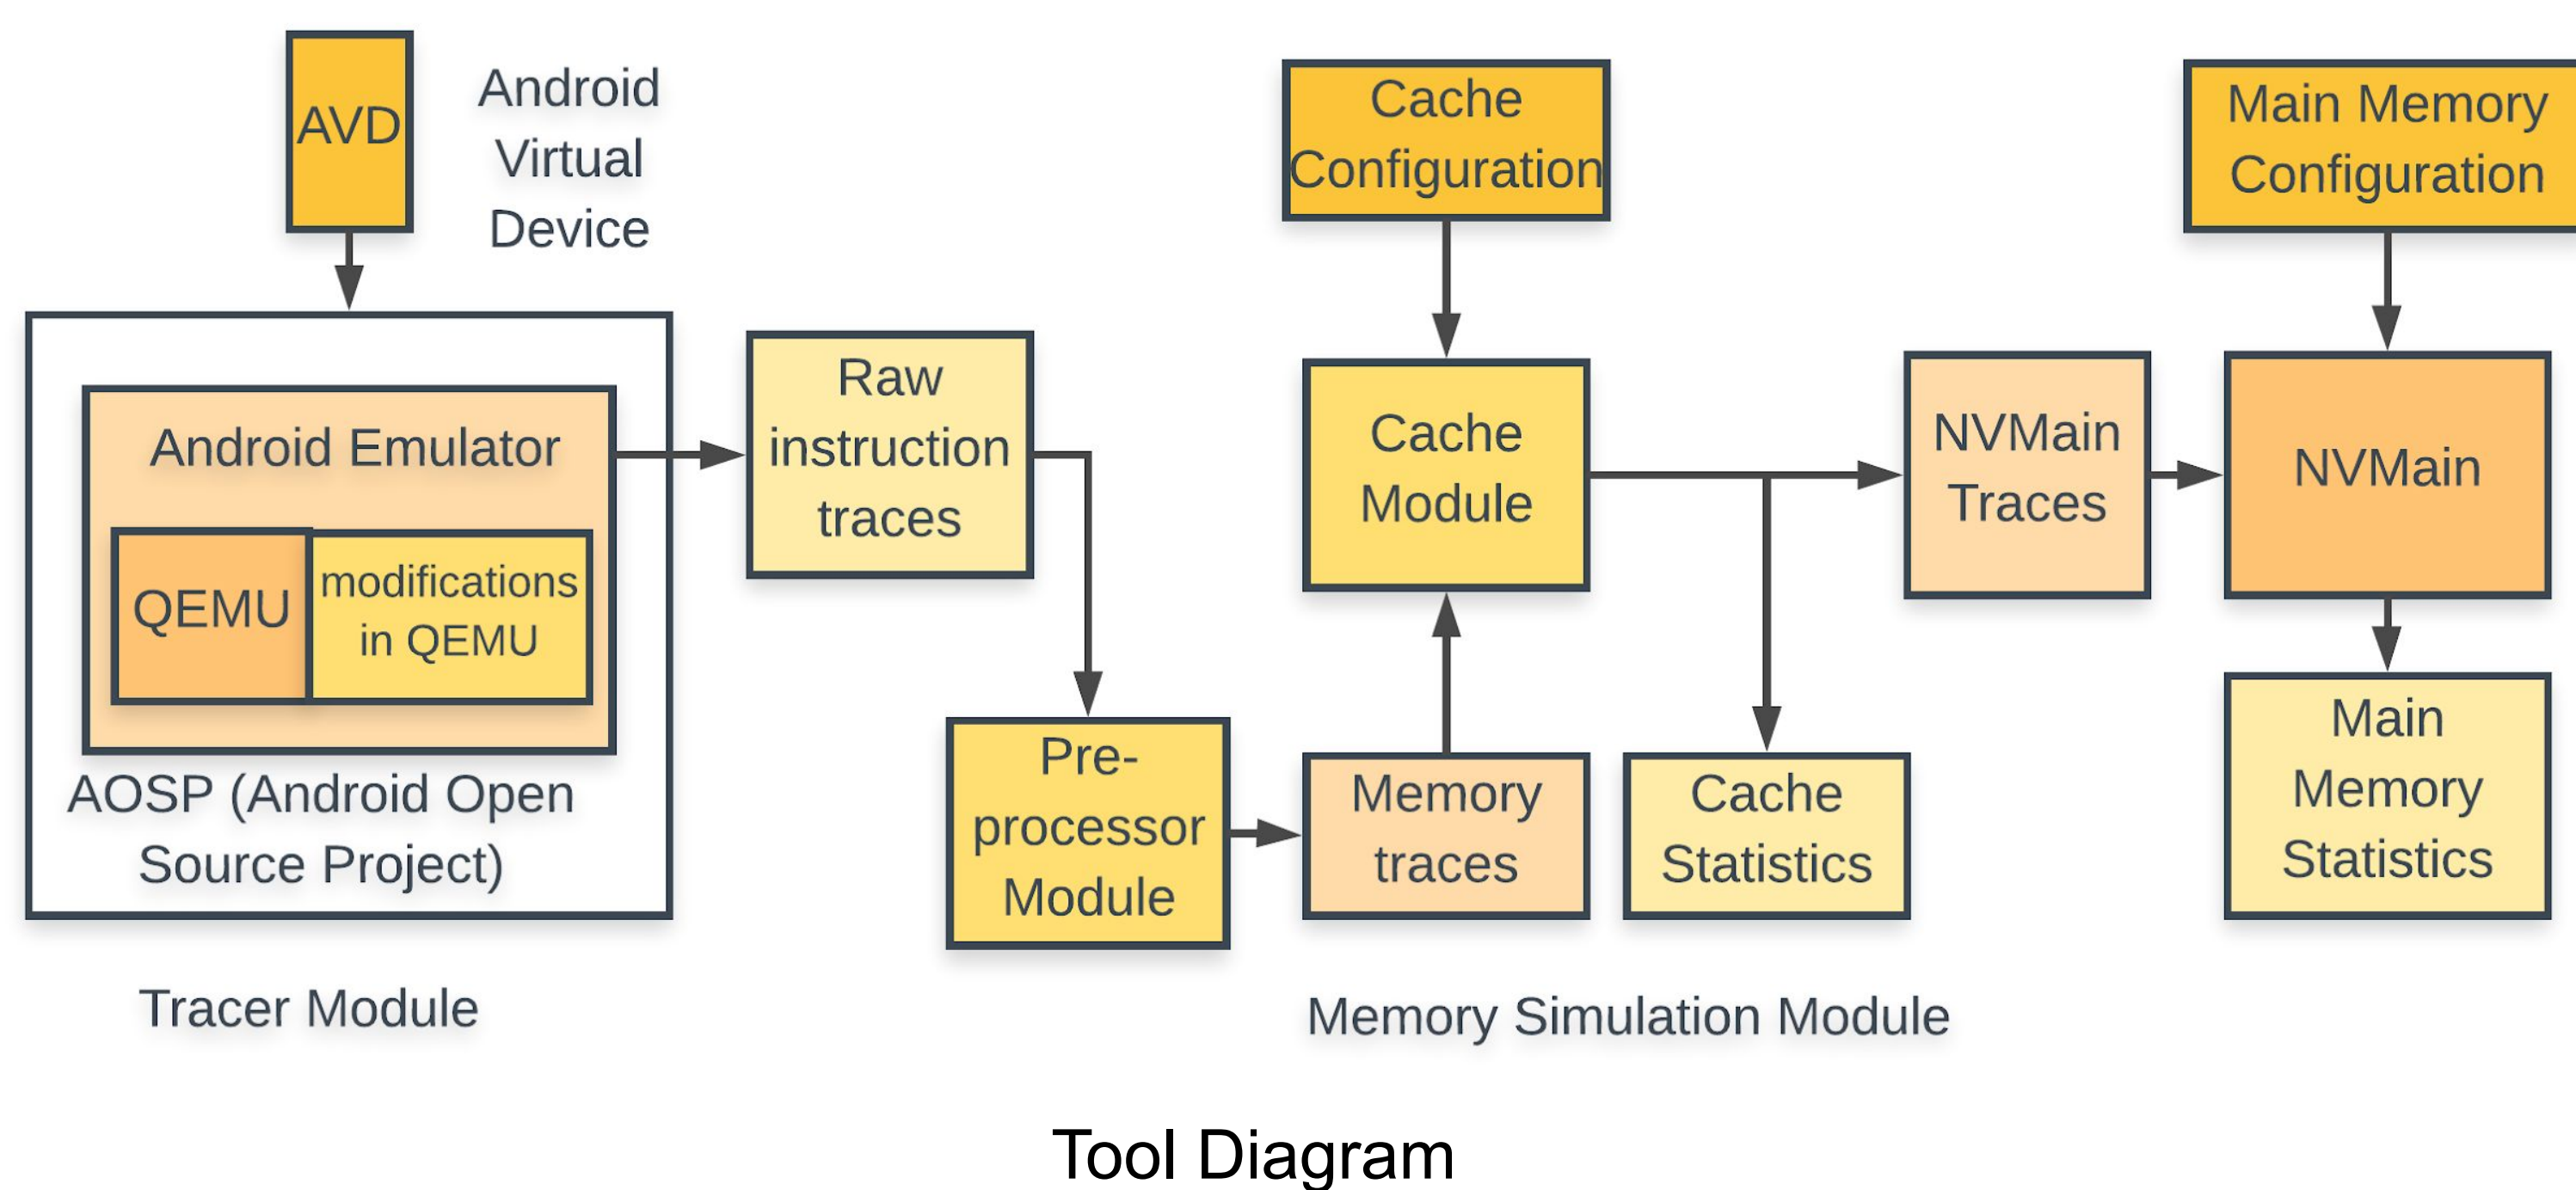 AVD
Android
Virtual
Device
Android Emulator
QEMU
modifications
in QEMU
AOSP (Android Open
Source Project)
Tracer Module
Raw
instruction
traces
Pre-
processor
Module
Cache
Configuration
Cache
Module
Memory
traces
Cache
Statistics
NVMain
Traces
Main Memory
Configuration
NVMain
Main
Memory
Statistics
Memory Simulation Module
Tool Diagram